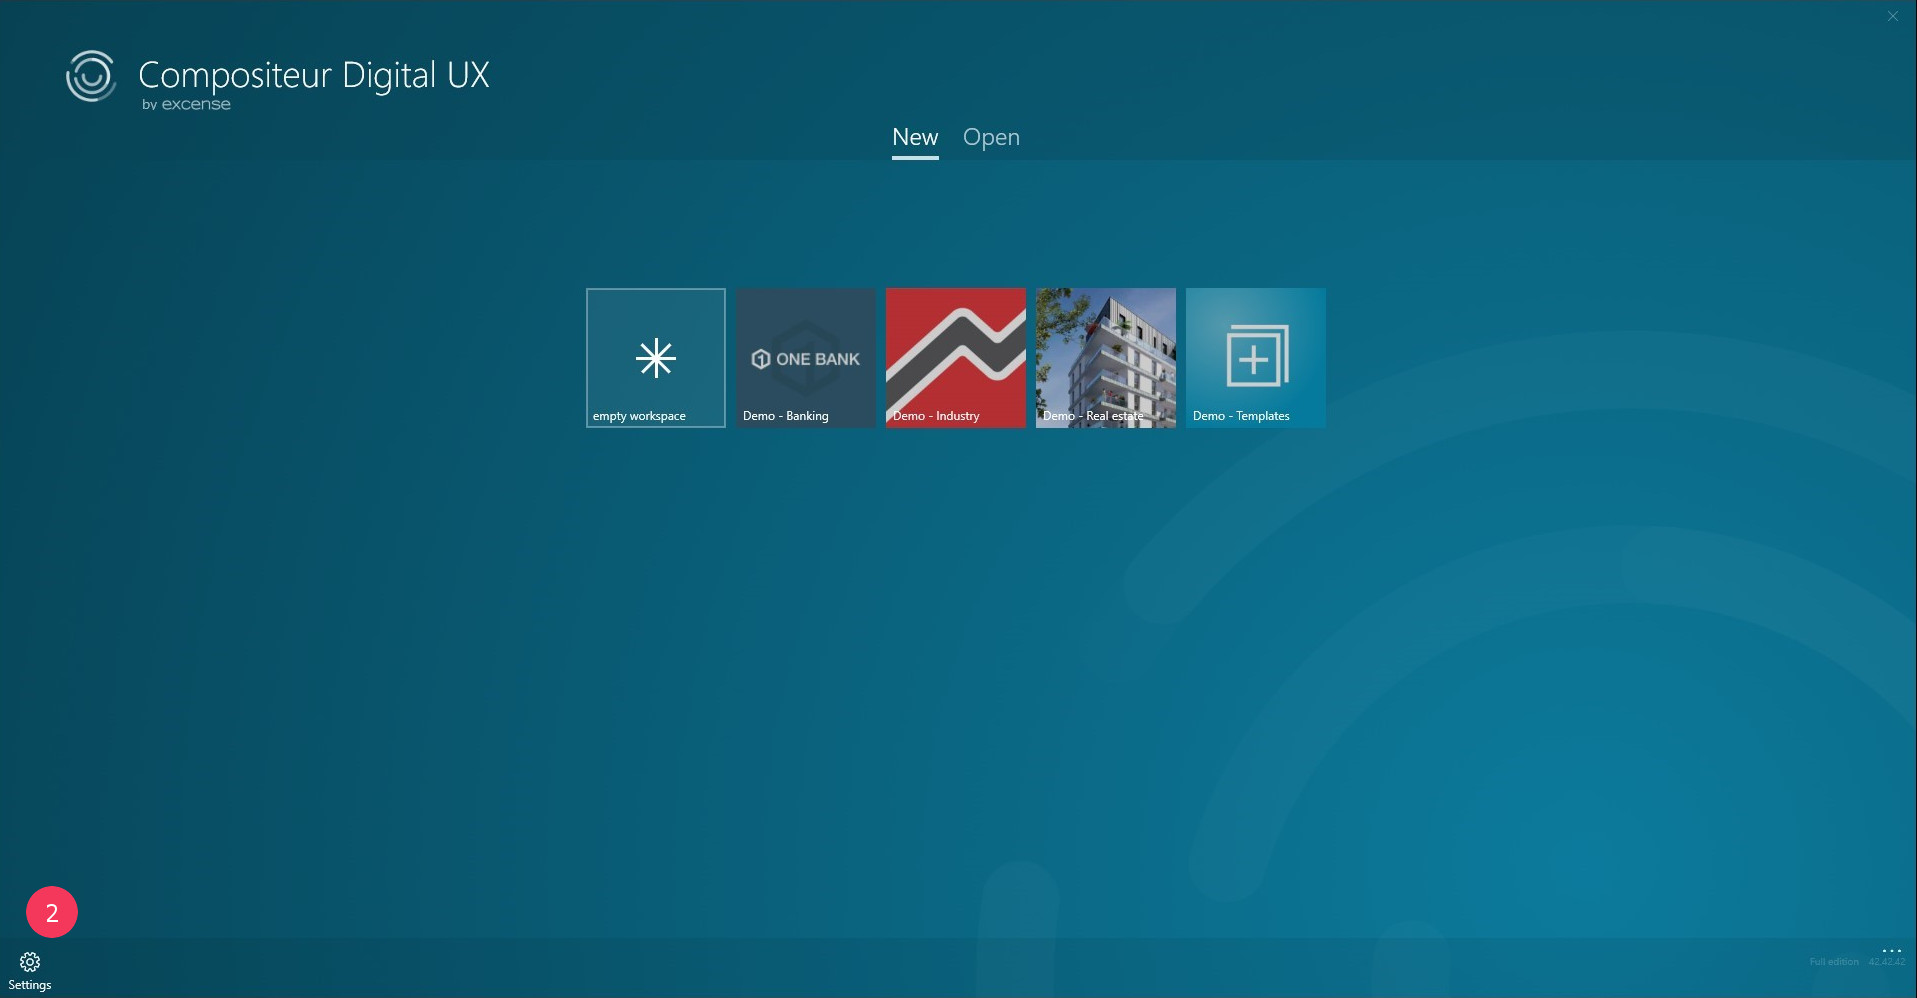 Compositeur Digital UX
by excense
New Open
ONE BANK
empty workspace
Demo - Banking
Demo - Industry
Demo - Real estate
Demo - Templates
2
Settings
...
Full edition 42.42.42